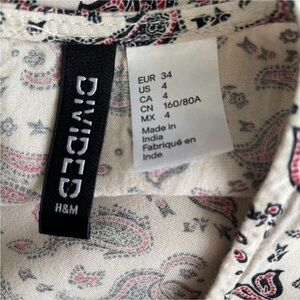 DIVIDED
H&M
EUR 34
US 4
CA 4
CN 160/80A
MX 4
Made in
India
Fabriqué en
Inde